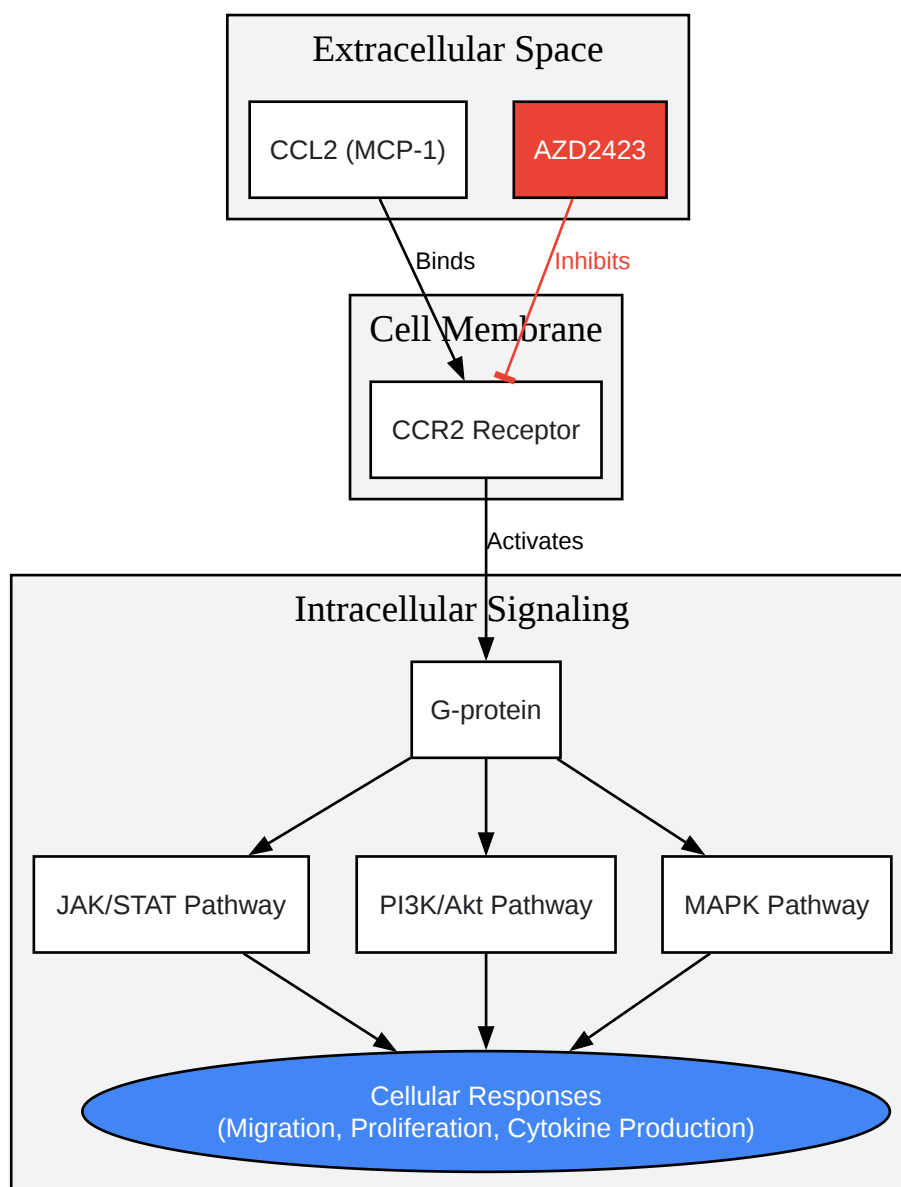 Extracellular Space
CCL2 (MCP-1)
AZD2423
Binds
Inhibits
Cell Membrane
CCR2 Receptor
Activates
Intracellular Signaling
G-protein
JAK/STAT Pathway
PI3K/Akt Pathway
MAPK Pathway
Cellular Responses
(Migration, Proliferation, Cytokine Production)